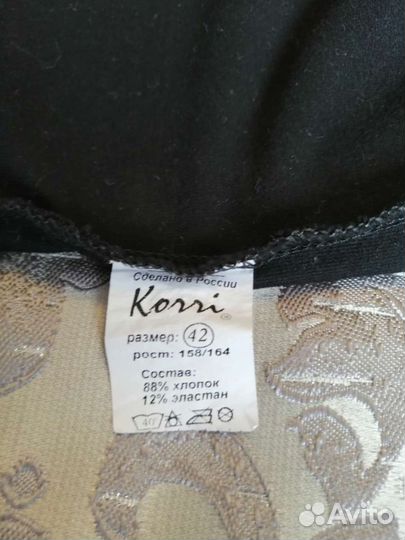 Сделано в России
Korri®
размер: 42
рост: 158/164
Состав:
88% хлопок
12% эластан
40
Avito